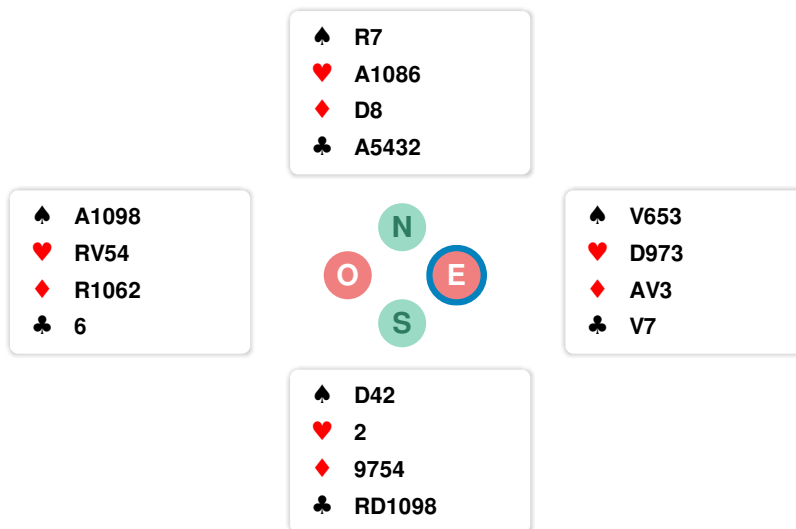 ♠ R7
♥ A1086
♦ D8
♣ A5432
♠ A1098
♥ RV54
♦ R1062
♣ 6
N
O
E
S
♠ V653
♥ D973
♦ AV3
♣ V7
♠ D42
♥ 2
♦ 9754
♣ RD1098